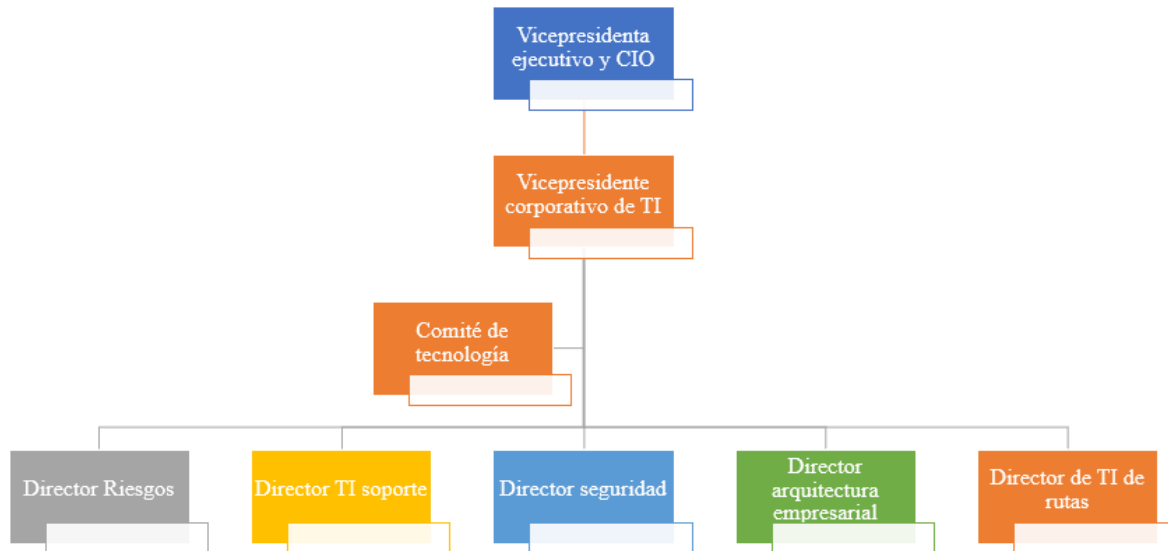 Vicepresidenta
ejecutivo y CIO
Vicepresidente
corporativo de TI
Comité de
tecnología
Director Riesgos
Director TI soporte
Director seguridad
Director
arquitectura
empresarial
Director de TI de
rutas